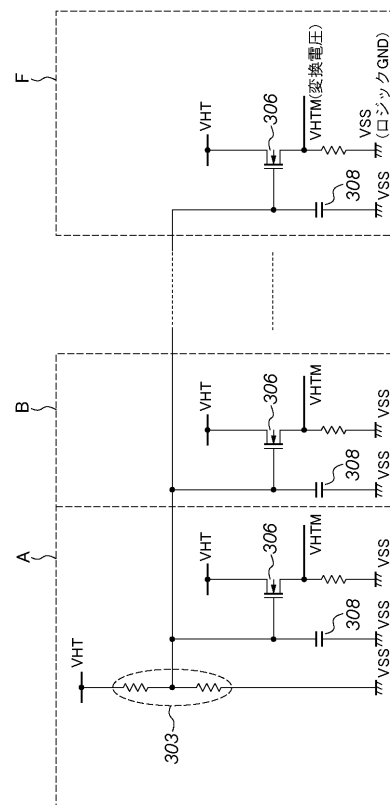 A
B
F
VHT
303
308
306
VHTM
VSS
VSS
VSS
VHT
308
306
VHTM
VSS
VSS
VHT
306
VHTM(変換電圧)
308
VSS
VSS
(ロジックGND)